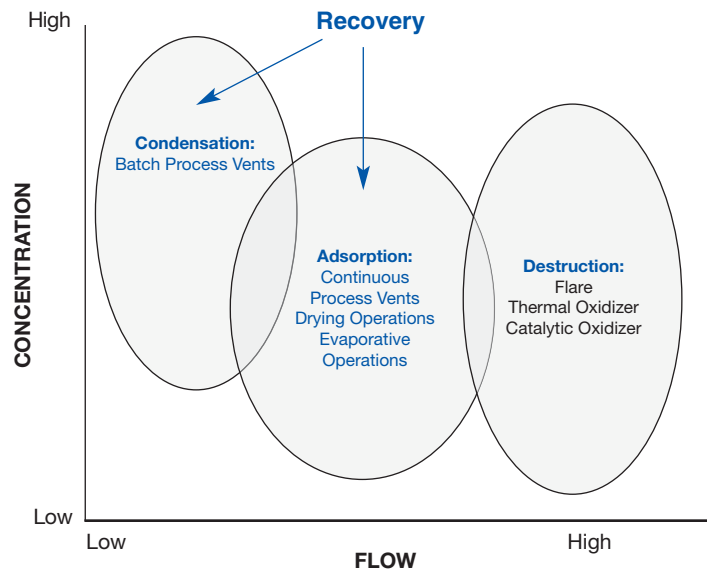 High
Recovery
Condensation:
Batch Process Vents
CONCENTRATION
Adsorption:
Continuous
Process Vents
Drying Operations
Evaporative
Operations
Destruction:
Flare
Thermal Oxidizer
Catalytic Oxidizer
Low
Low
High
FLOW